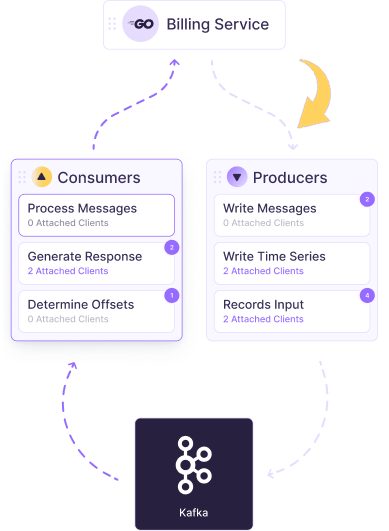 GO
Billing Service
Consumers
Process Messages
0 Attached Clients
2
Generate Response
2 Attached Clients
1
Determine Offsets
0 Attached Clients
Producers
2
Write Messages
0 Attached Clients
Write Time Series
2 Attached Clients
4
Records Input
2 Attached Clients
Kafka